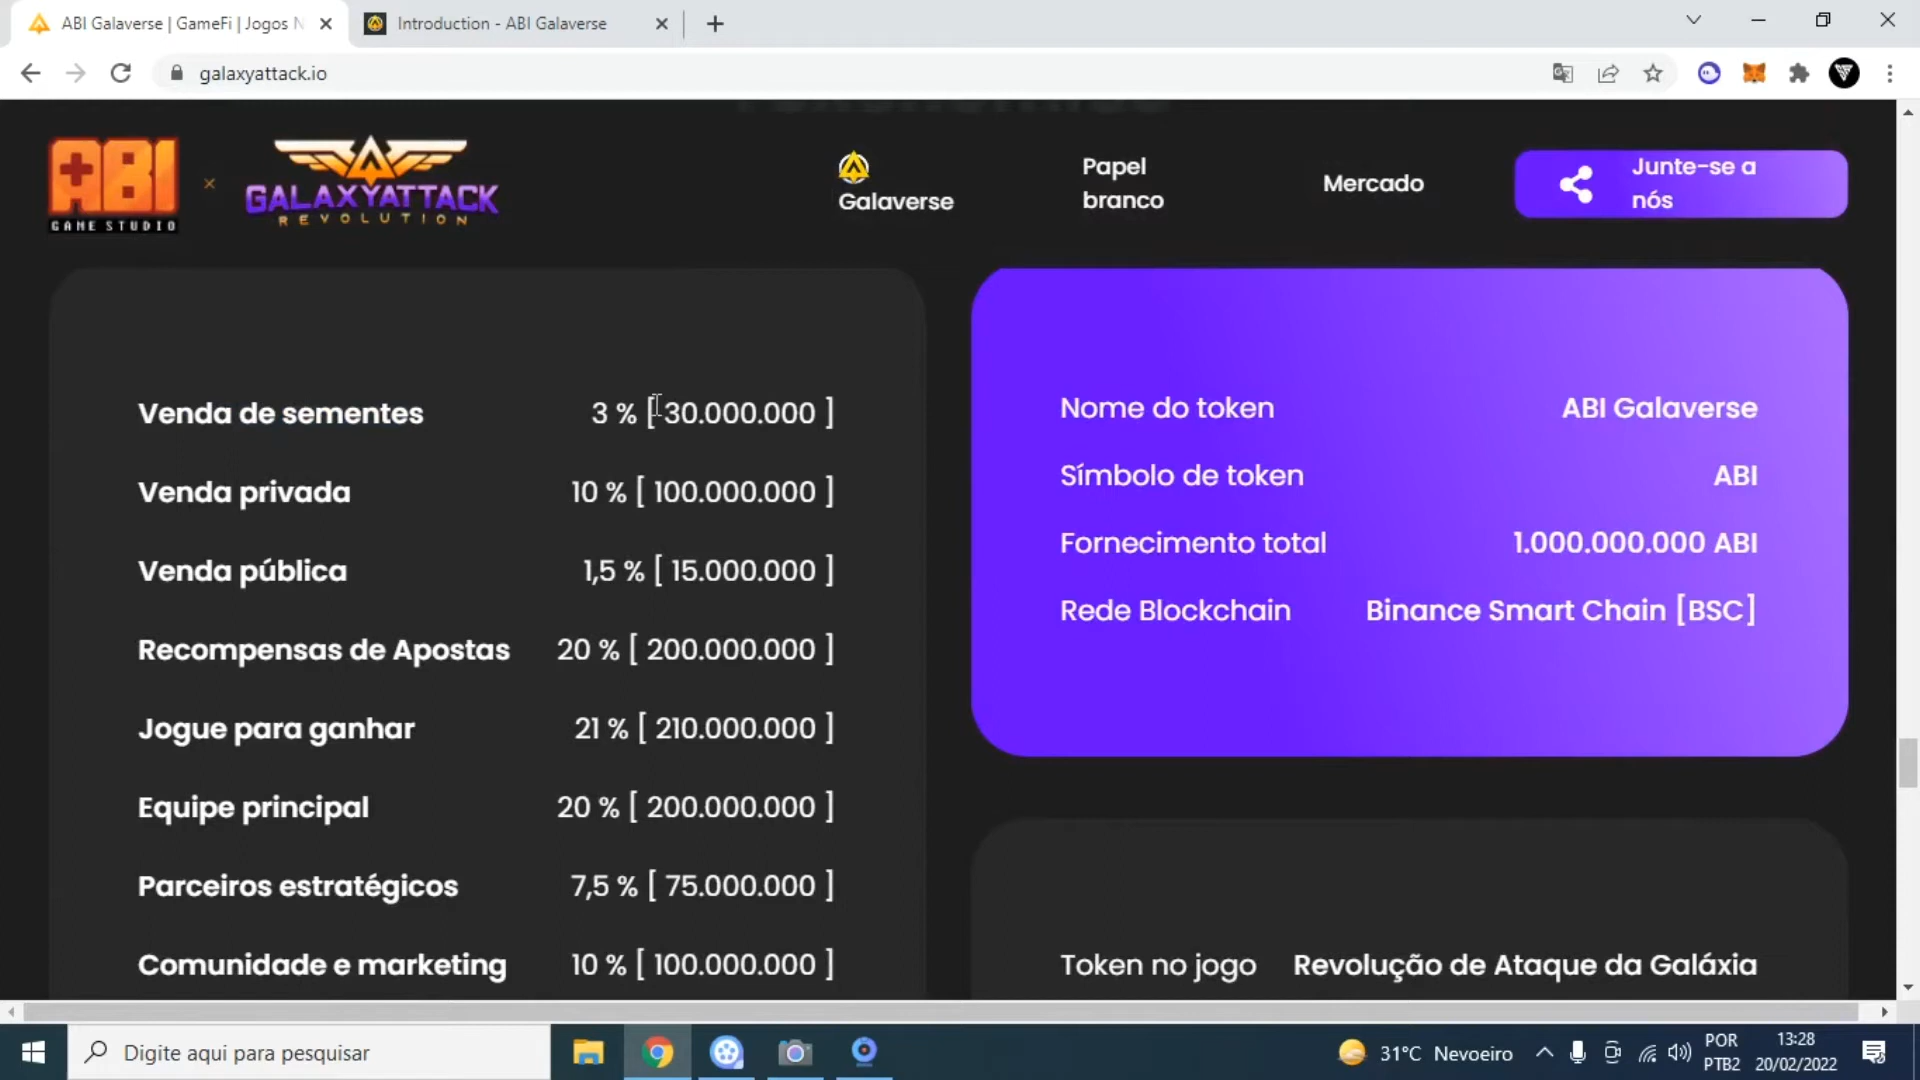 ABI Galaverse | GameFi | Jogos N
Introduction - ABI Galaverse
galaxyattack.io
ABI
GAME STUDIO
×
GALAXYATTACK
REVOLUTION
Galaverse
Papel
branco
Mercado
Junte-se a
nós
Venda de sementes 3 % [ 30.000.000 ]
Venda privada 10 % [ 100.000.000 ]
Venda pública 1,5 % [ 15.000.000 ]
Recompensas de Apostas 20 % [ 200.000.000 ]
Jogue para ganhar 21 % [ 210.000.000 ]
Equipe principal 20 % [ 200.000.000 ]
Parceiros estratégicos 7,5 % [ 75.000.000 ]
Comunidade e marketing 10 % [ 100.000.000 ]
Nome do token ABI Galaverse
Símbolo de token ABI
Fornecimento total 1.000.000.000 ABI
Rede Blockchain Binance Smart Chain [BSC]
Token no jogo Revolução de Ataque da Galáxia
Digite aqui para pesquisar
31°C Nevoeiro
POR
PTB2
13:28
20/02/2022